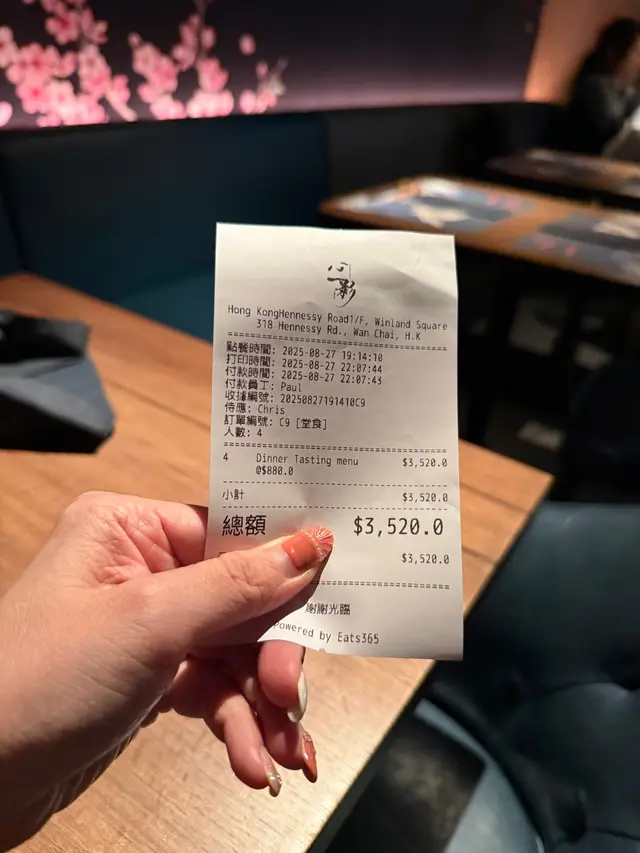 心
影
Hong KongHennessy Road1/F, Winland Square
318 Hennessy Rd., Wan Chai, H.K
點餐時間: 2025-08-27 19:14:10
打印時間: 2025-08-27 22:07:44
付款時間: 2025-08-27 22:07:43
付款員工: Paul
收據編號: 2025082719141​0C9
侍應: Chris
訂單編號: C9 [堂食]
人數: 4
4 Dinner Tasting menu $3,520.0
@$880.0
小計 $3,520.0
總額 $3,520.0
$3,520.0
謝謝光臨
Powered by Eats365